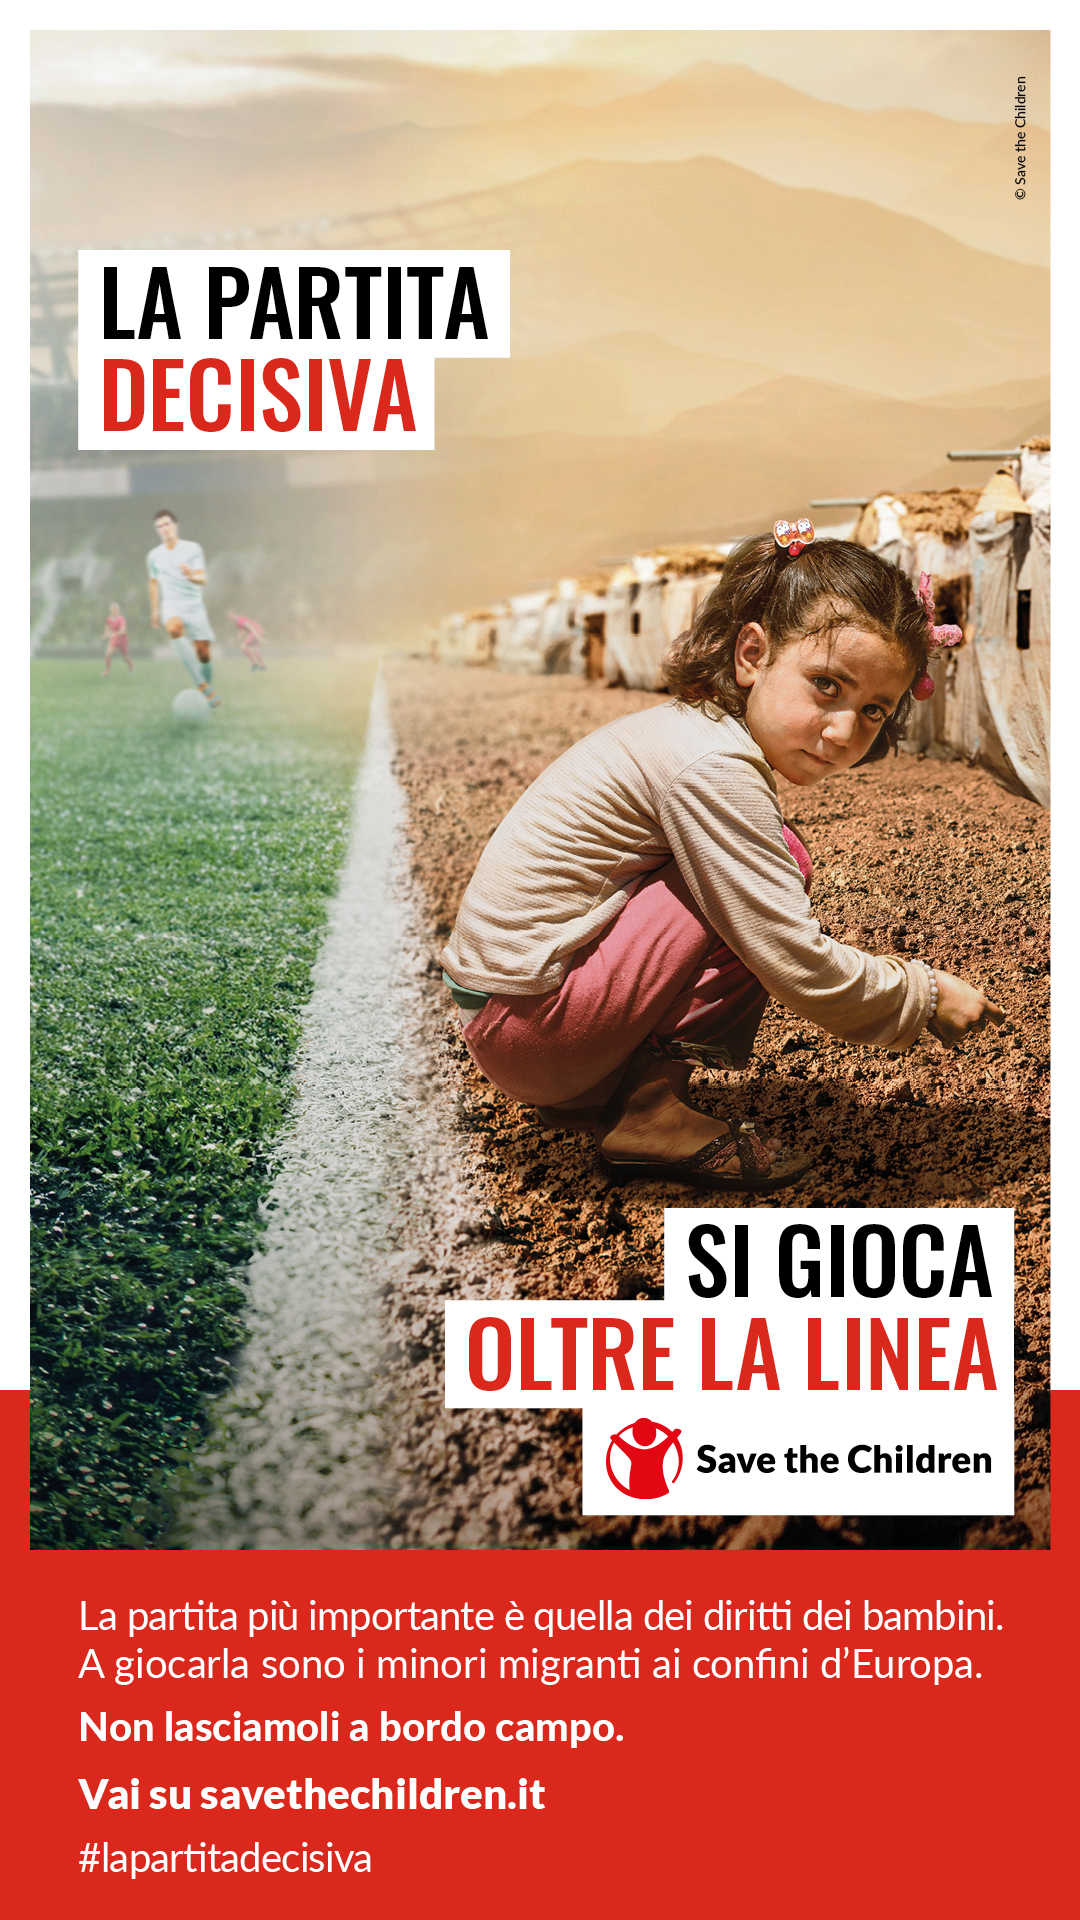 © Save the Children
LA PARTITA
DECISIVA
SI GIOCA
OLTRE LA LINEA
Save the Children
La partita più importante è quella dei diritti dei bambini.
A giocarla sono i minori migranti ai confini d’Europa.
Non lasciamoli a bordo campo.
Vai su savethechildren.it
#lapartitadecisiva